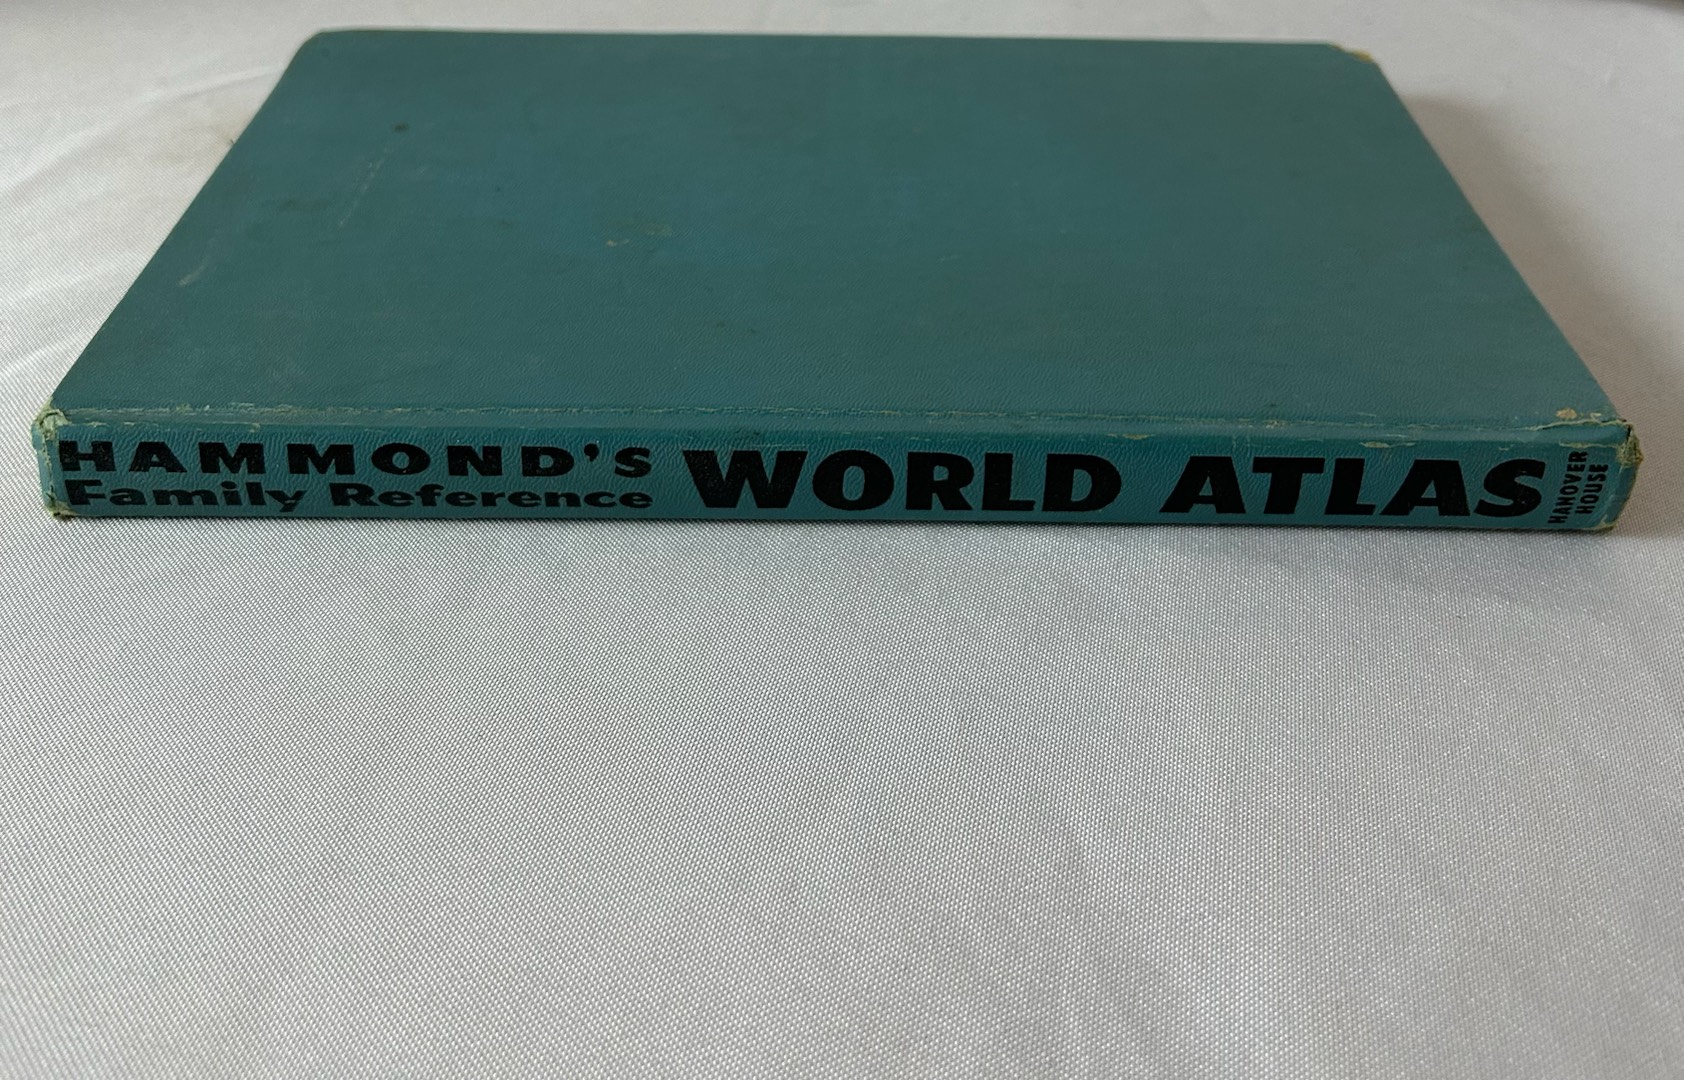 HAMMOND'S
Family Reference
WORLD ATLAS
HANOVER
HOUSE